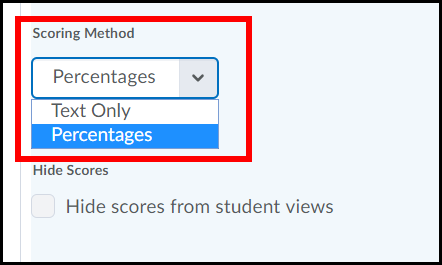 Scoring Method
Percentages
Text Only
Percentages
Hide Scores
Hide scores from student views